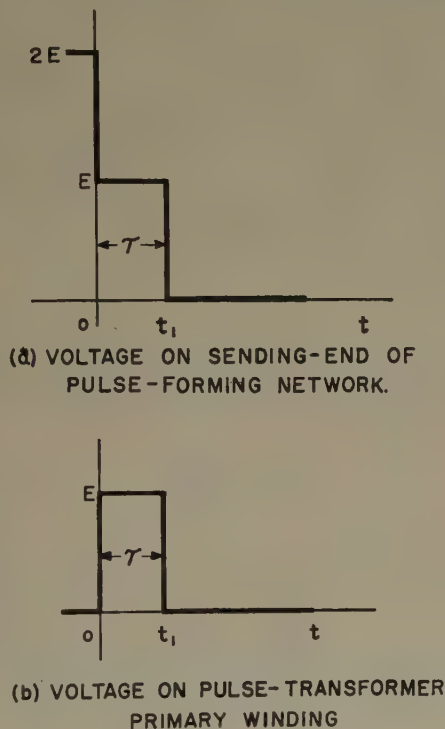 2E
E
τ
0 t₁ t
(a) VOLTAGE ON SENDING-END OF
PULSE-FORMING NETWORK.
E
τ
0 t₁ t
(b) VOLTAGE ON PULSE-TRANSFORMER
PRIMARY WINDING